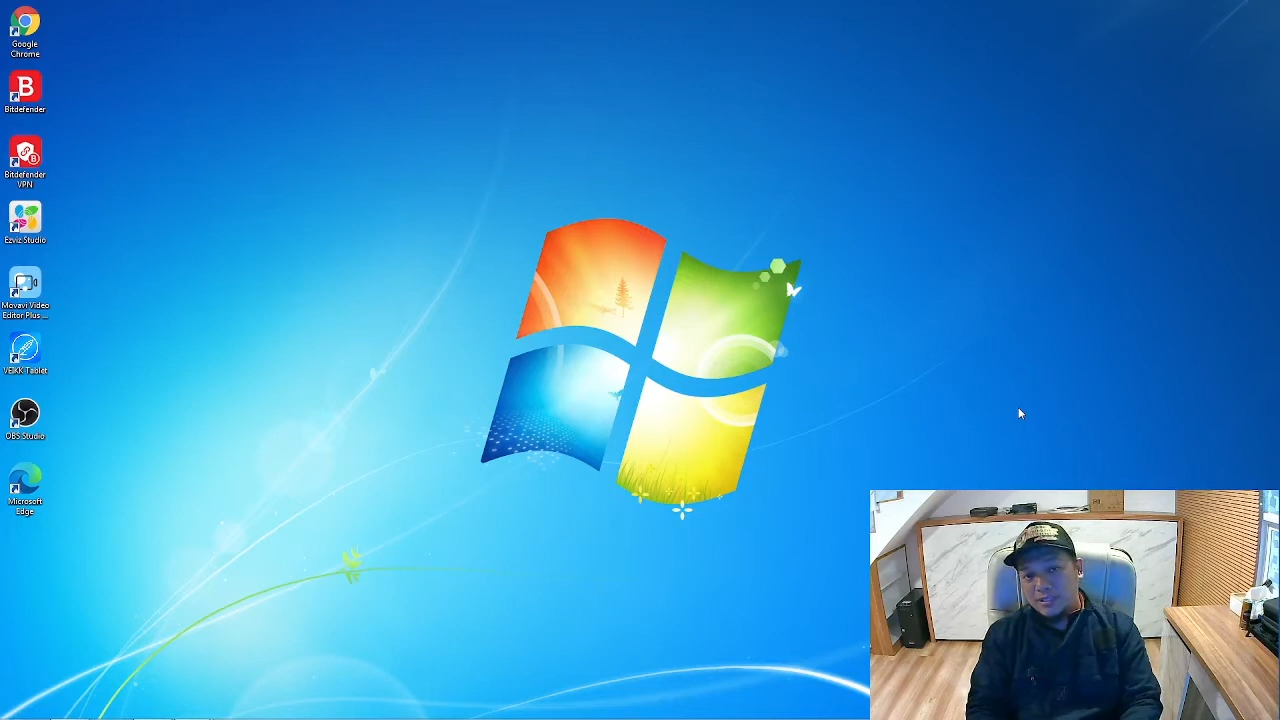 Google
Chrome
B
Bitdefender
B
Bitdefender
VPN
Ezviz Studio
Movavi Video
Editor Plus ...
VEIKK Tablet
OBS Studio
Microsoft
Edge